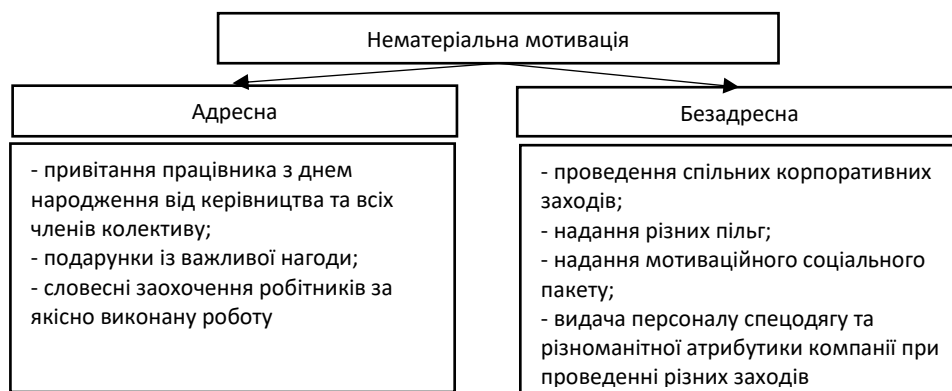 Нематеріальна мотивація
Адресна
- привітання працівника з днем
народження від керівництва та всіх
членів колективу;
- подарунки із важливої нагоди;
- словесні заохочення робітників за
якісно виконану роботу
Безадресна
- проведення спільних корпоративних
заходів;
- надання різних пільг;
- надання мотиваційного соціального
пакету;
- видача персоналу спецодягу та
різноманітної атрибутики компанії при
проведенні різних заходів